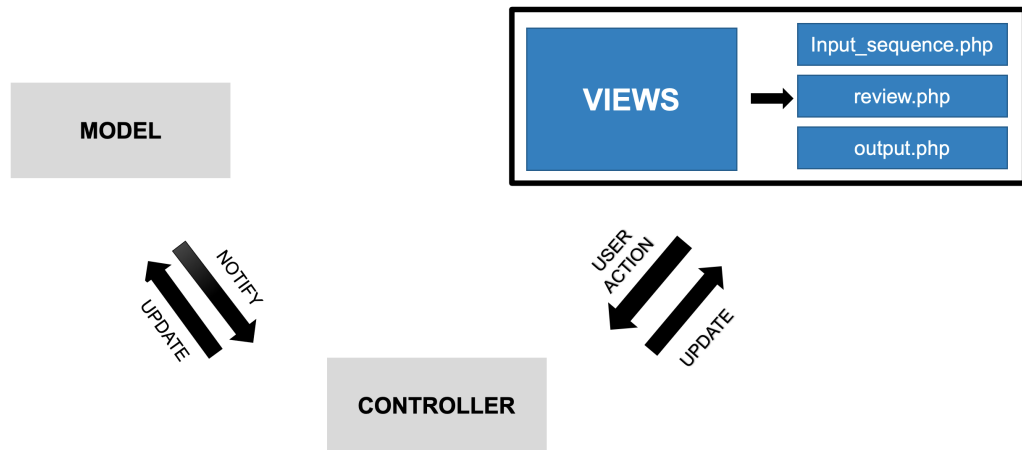 MODEL
VIEWS
Input_sequence.php
review.php
output.php
NOTIFY
UPDATE
USER
ACTION
UPDATE
CONTROLLER